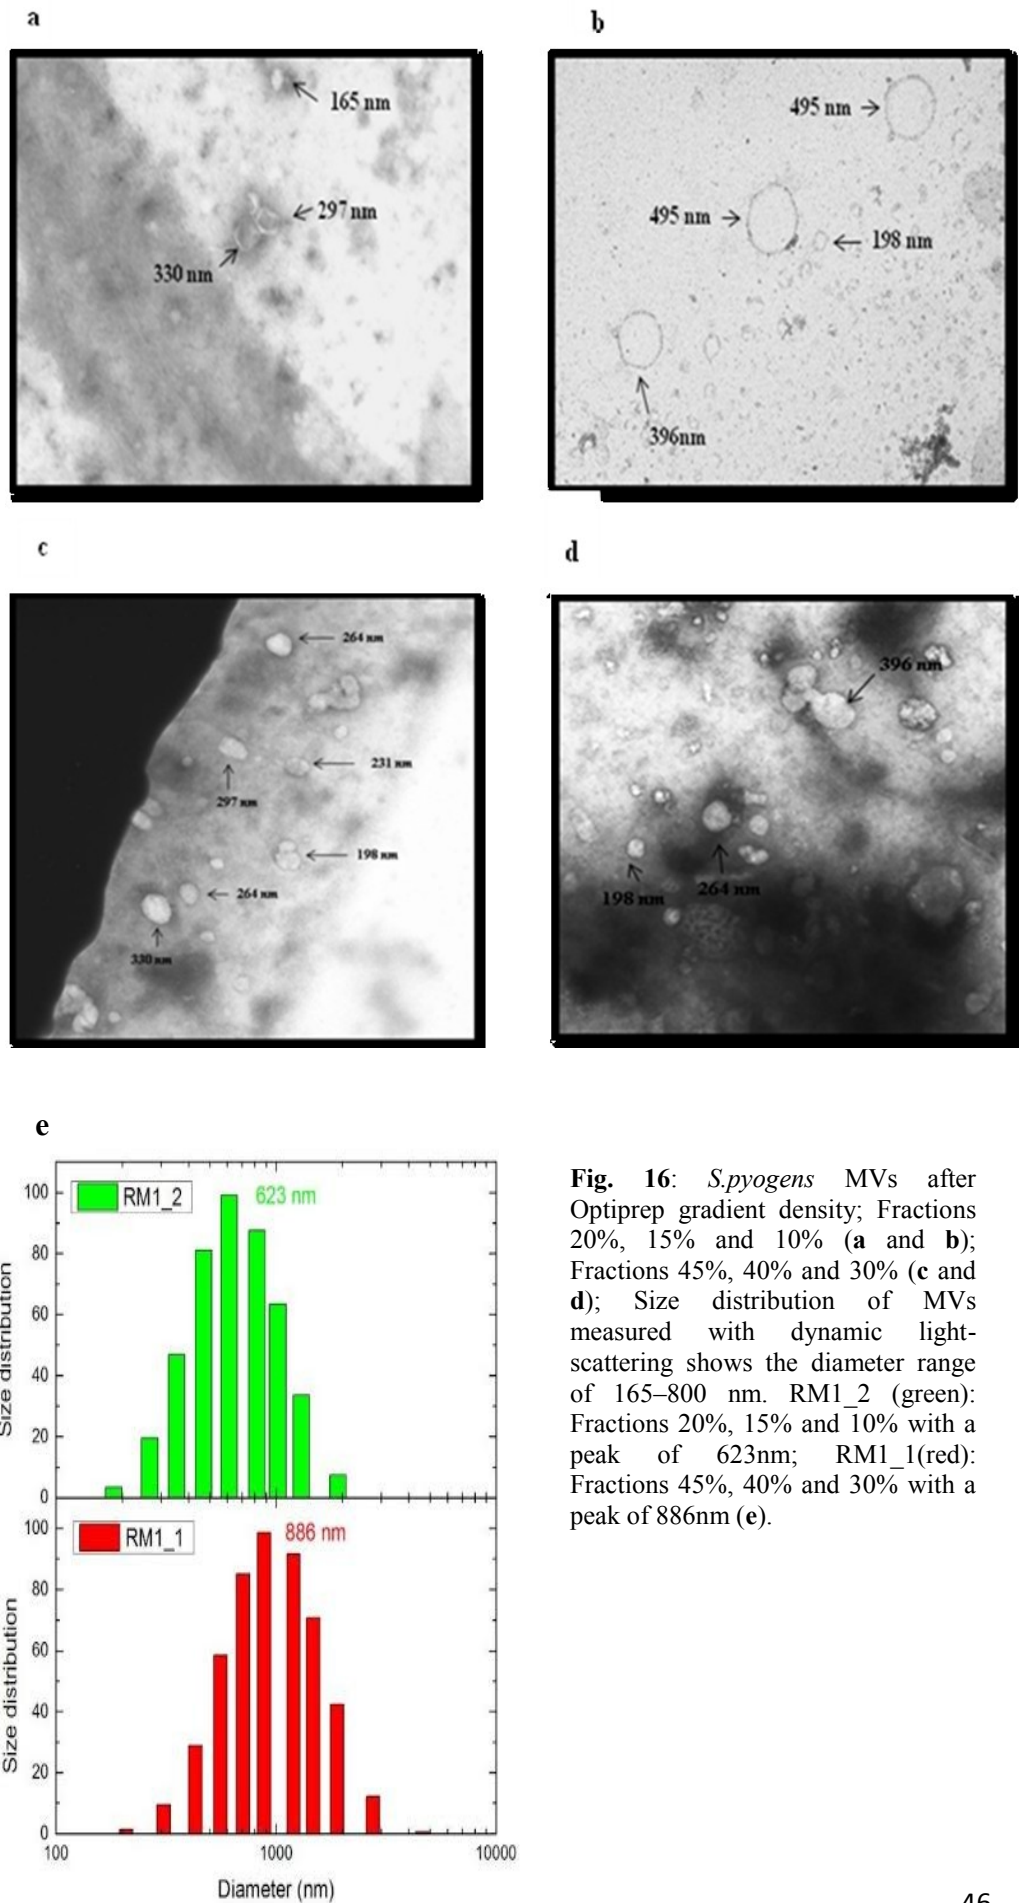 a
b
165 nm
297 nm
330 nm
495 nm
495 nm
198 nm
396nm
c
d
264 nm
231 nm
297 nm
198 nm
264 nm
330 nm
396 nm
198 nm
264 nm
e
Size distribution
100
80
60
40
20
0
RM1_2
623 nm
Size distribution
100
80
60
40
20
0
RM1_1
886 nm
100
1000
10000
Diameter (nm)
Fig. 16: S.pyogens MVs after
Optiprep gradient density; Fractions
20%, 15% and 10% (a and b);
Fractions 45%, 40% and 30% (c and
d); Size distribution of MVs
measured with dynamic light-
scattering shows the diameter range
of 165–800 nm. RM1_2 (green):
Fractions 20%, 15% and 10% with a
peak of 623nm; RM1_1(red):
Fractions 45%, 40% and 30% with a
peak of 886nm (e).